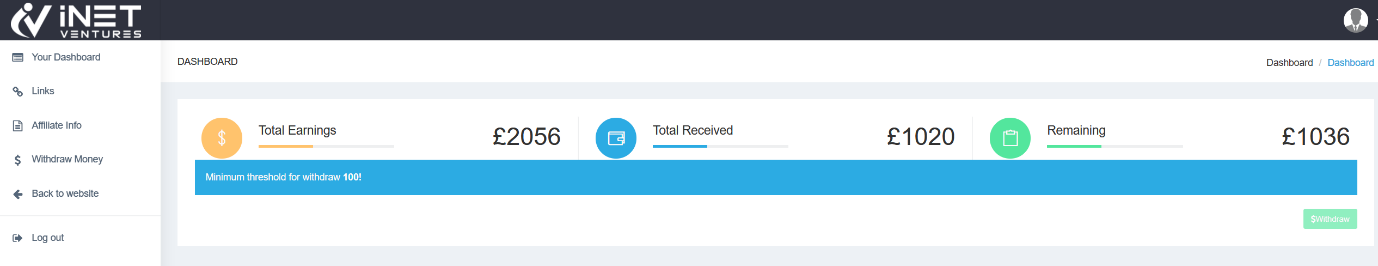 iNET
VENTURES
Your Dashboard
Links
Affiliate Info
Withdraw Money
Back to website
Log out
DASHBOARD
Dashboard / Dashboard
Total Earnings
£2056
Total Received
£1020
Remaining
£1036
Minimum threshold for withdraw 100!
$Withdraw